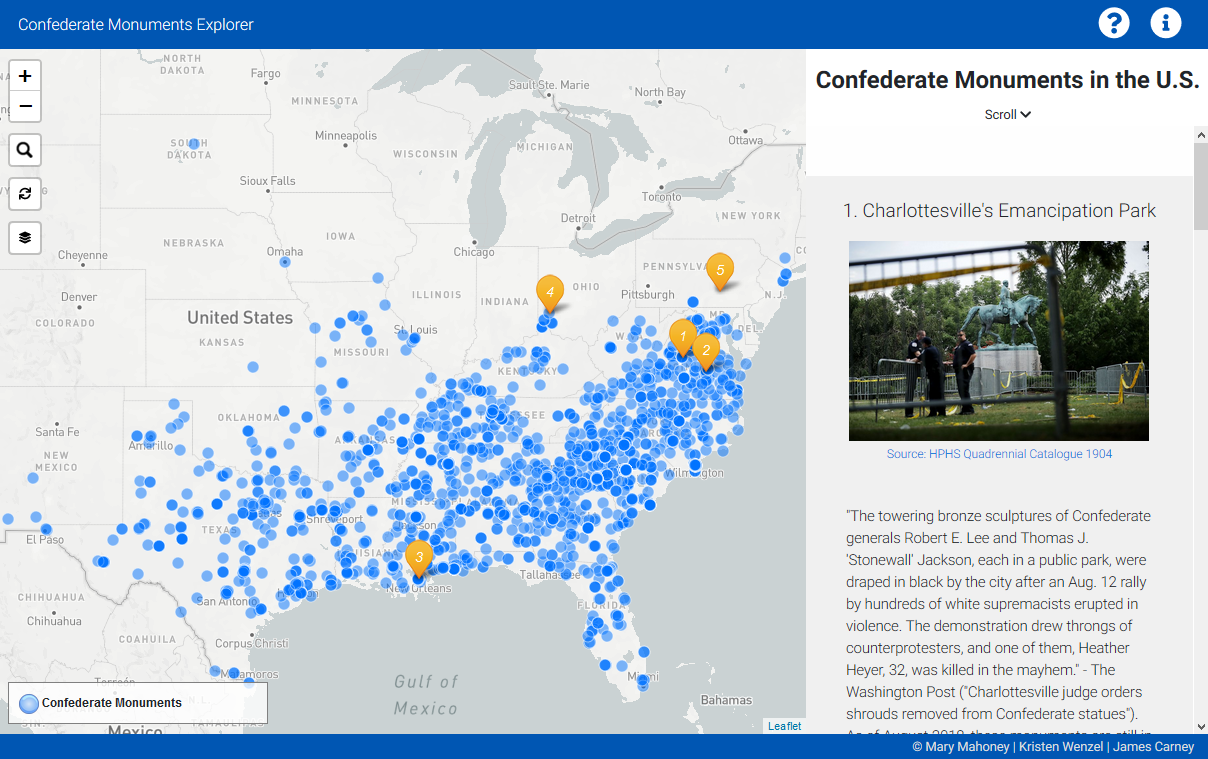 Confederate Monuments Explorer
Confederate Monuments in the U.S.
Scroll
1. Charlottesville's Emancipation Park
Source: HPHS Quadrennial Catalogue 1904
"The towering bronze sculptures of Confederate
generals Robert E. Lee and Thomas J.
'Stonewall' Jackson, each in a public park, were
draped in black by the city after an Aug. 12 rally
by hundreds of white supremacists erupted in
violence. The demonstration drew throngs of
counterprotesters, and one of them, Heather
Heyer, 32, was killed in the mayhem." - The
Washington Post ("Charlottesville judge orders
shrouds removed from Confederate statues").
NORTH
DAKOTA
Fargo
MINNESOTA
Sault Ste. Marie
North Bay
Minneapolis
Ottawa
SOUTH
DAKOTA
WISCONSIN
MICHIGAN
Sioux Falls
Toronto
Detroit
NEW YORK
IOWA
NEBRASKA
Omaha
Chicago
Cheyenne
PENNSYLVA
5
4
OHIO
Pittsburgh
N.J.
ILLINOIS
INDIANA
Denver
United States
COLORADO
KANSAS
St. Louis
MISSOURI
DEL
1
2
KENTUCKY
OKLAHOMA
Santa Fe
Amarillo
NEW
MEXICO
Wilmington
TEXA
Shreveport
Jackson
El Paso
3
Tallahassee
New Orleans
CHIHUAHUA
Chihuahua
San Antonio
FLORIDA
COAHUILA
Corpus Christi
Miami
Matamoros
Gulf of
Mexico
Bahamas
Confederate Monuments
Mexico
Leaflet
© Mary Mahoney | Kristen Wenzel | James Carney